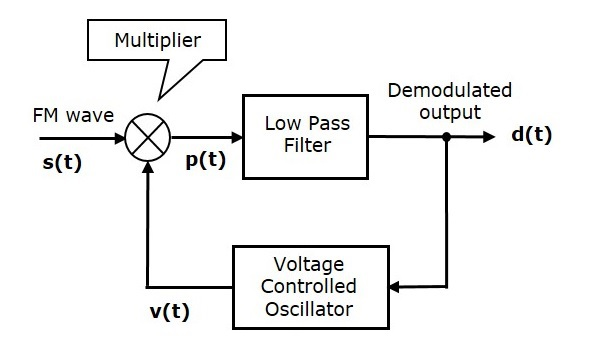 Multiplier
FM wave
s(t)
p(t)
Low Pass
Filter
Demodulated
output
d(t)
Voltage
Controlled
Oscillator
v(t)